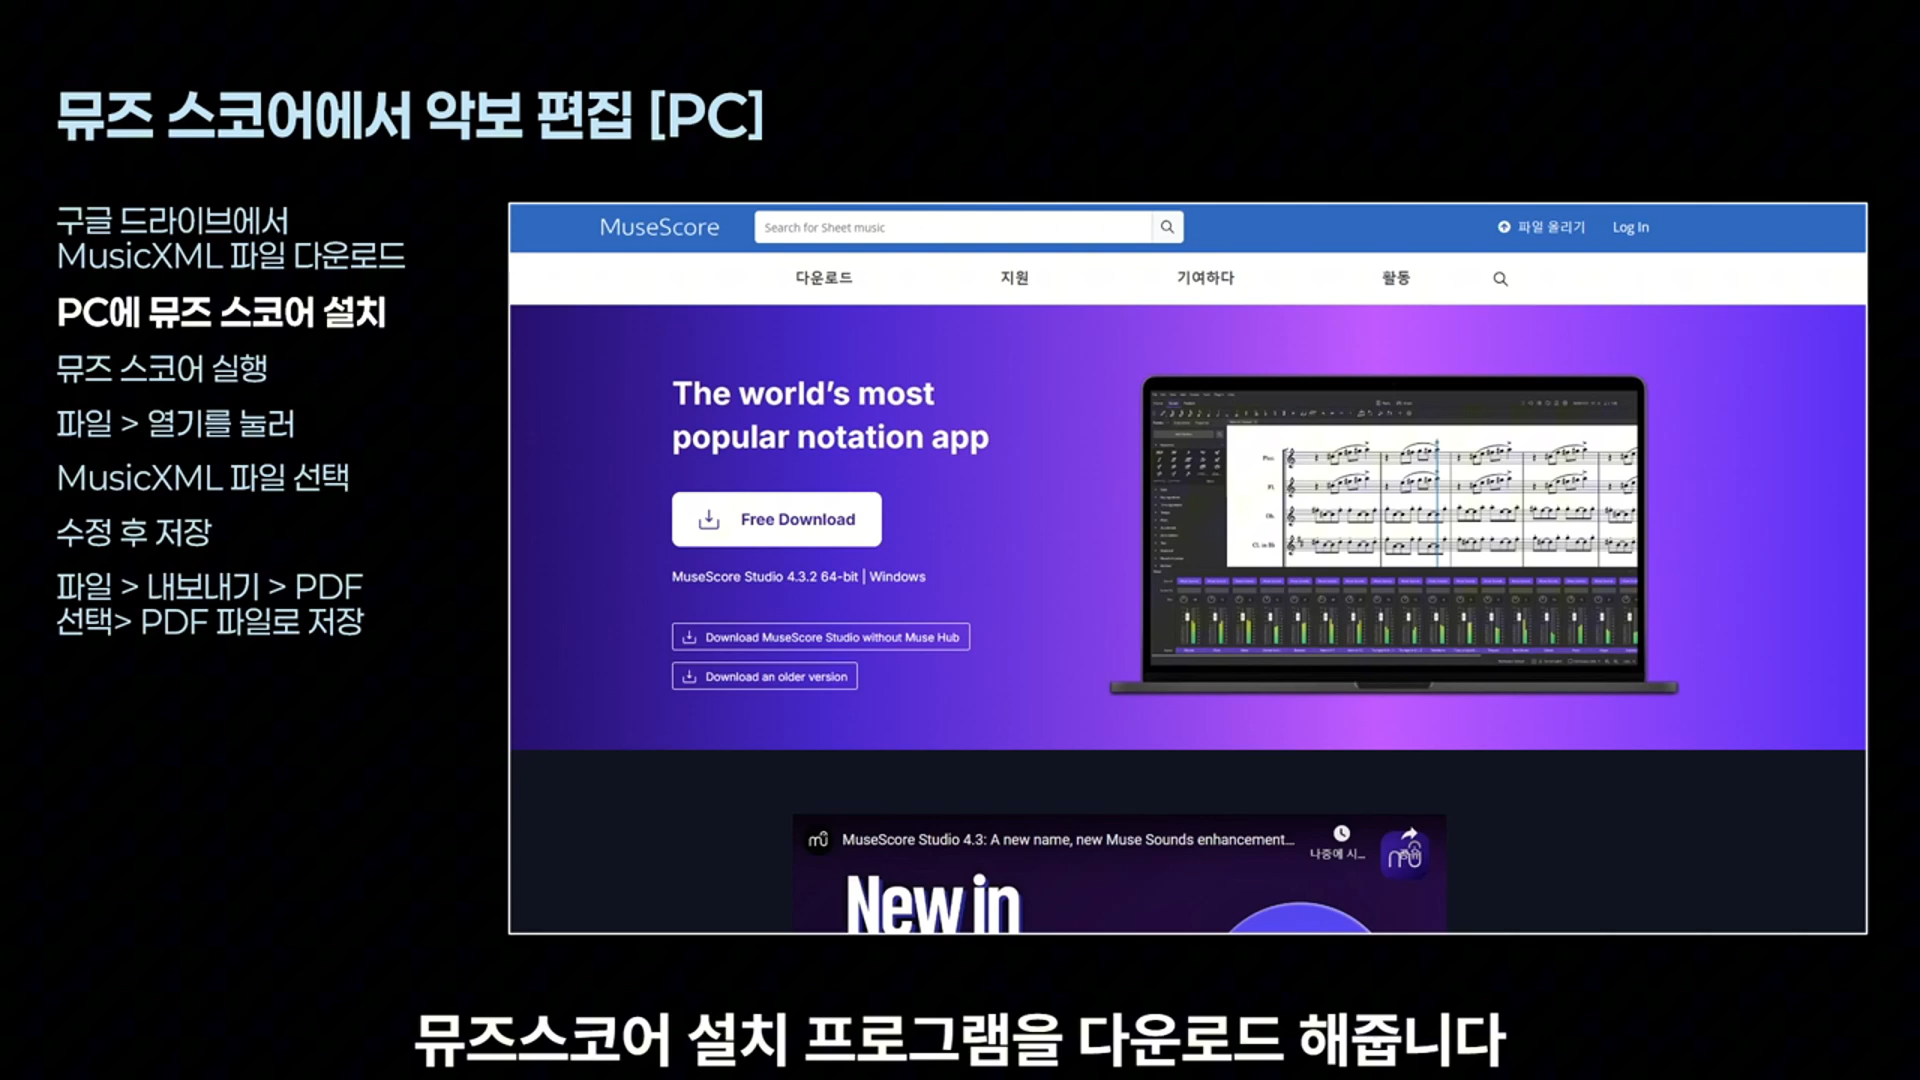 뮤즈 스코어에서 악보 편집 [PC]
구글 드라이브에서
MusicXML 파일 다운로드
PC에 뮤즈 스코어 설치
뮤즈 스코어 실행
파일 > 열기를 눌러
MusicXML 파일 선택
수정 후 저장
파일 > 내보내기 > PDF
선택> PDF 파일로 저장
MuseScore
Search for Sheet music
파일 올리기
Log In
다운로드
지원
기여하다
활동
The world's most
popular notation app
Free Download
MuseScore Studio 4.3.2 64-bit | Windows
Download MuseScore Studio without Muse Hub
Download an older version
MuseScore Studio 4.3: A new name, new Muse Sounds enhancement...
나중에 시...
New in
뮤즈스코어 설치 프로그램을 다운로드 해줍니다